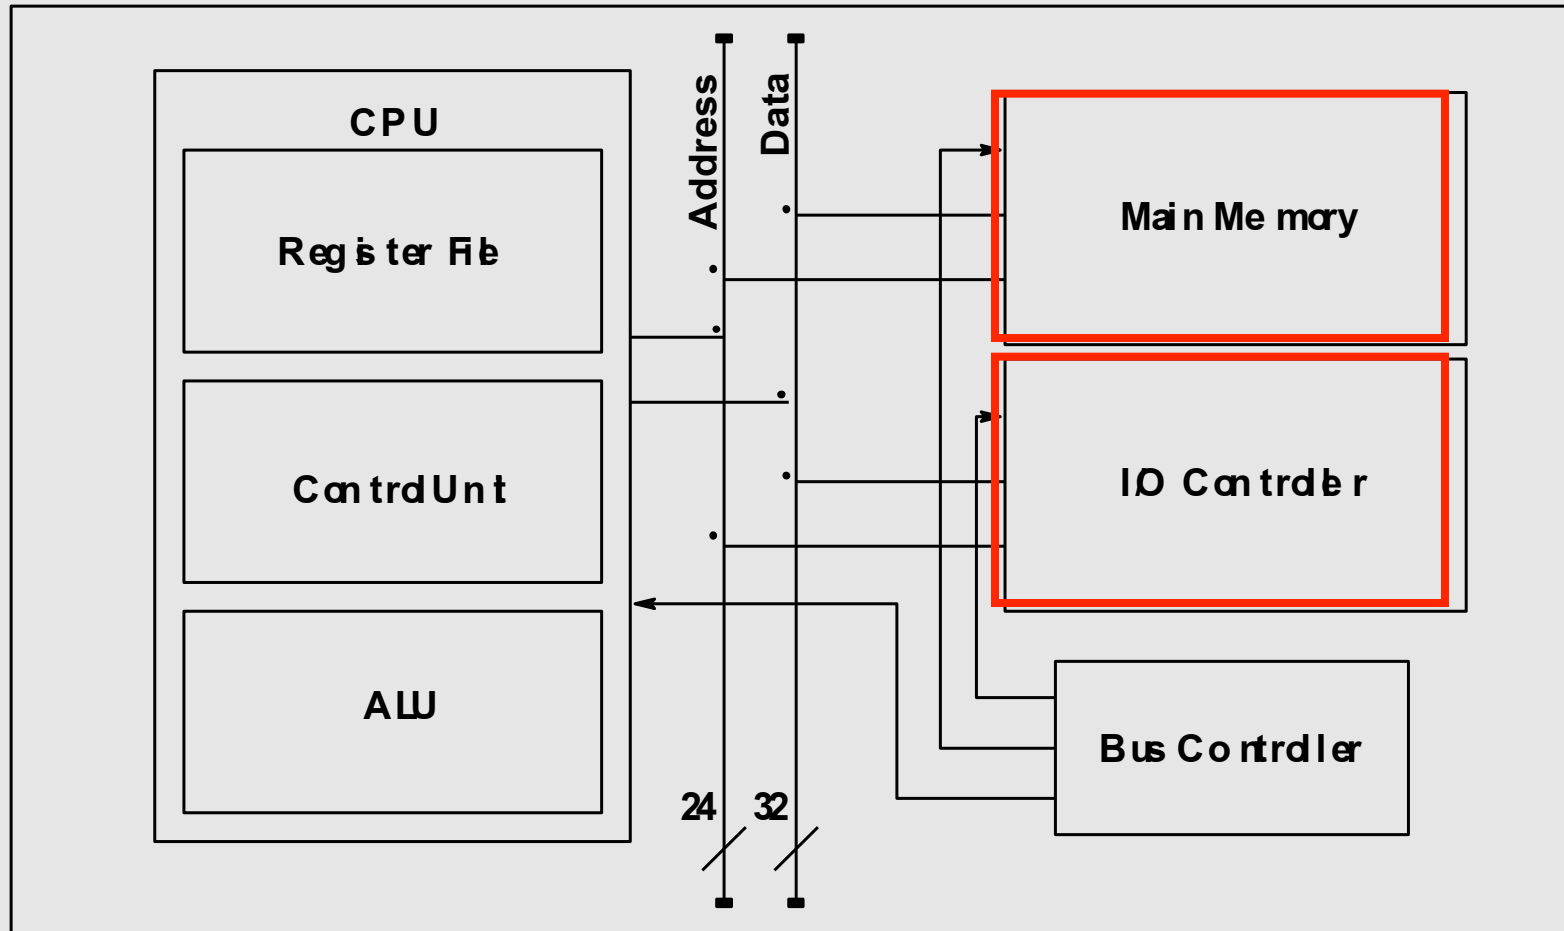 CPU
Register File
Control Unit
ALU
Address
Data
24
32
Main Memory
I/O Controller
Bus Controller